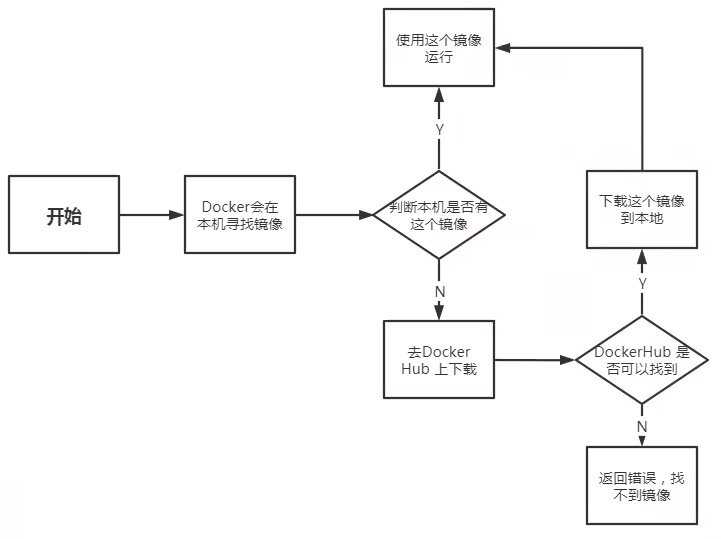 使用这个镜像
运行
Y
开始
Docker会在
本机寻找镜像
判断本机是否有
这个镜像
下载这个镜像
到本地
N
Y
去Docker
Hub 上下载
DockerHub 是
否可以找到
N
返回错误，找
不到镜像